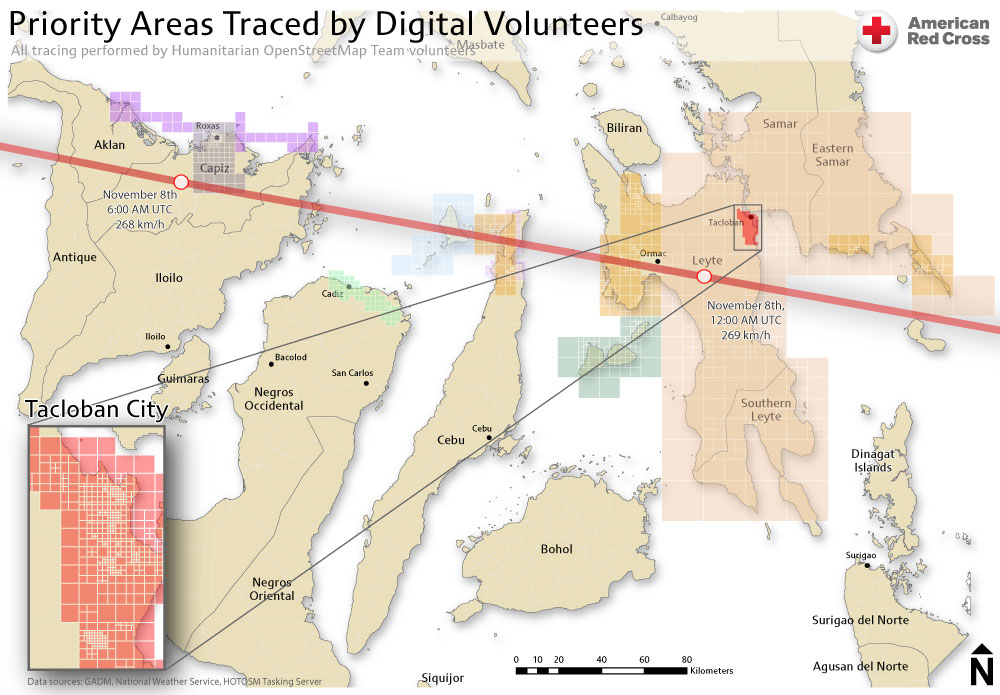 Priority Areas Traced by Digital Volunteers
All tracing performed by Humanitarian OpenStreetMap Team volunteers
American
Red Cross
Calbayog
Masbate
Roxas
Aklan
Capiz
Biliran
Samar
Eastern
Samar
November 8th
6:00 AM UTC
268 km/h
Tacloban
Antique
Iloilo
Ormac
Leyte
Cadiz
November 8th,
12:00 AM UTC
269 km/h
Iloilo
Bacolod
Guimaras
San Carlos
Negros
Occidental
Southern
Leyte
Tacloban City
Cebu
Cebu
Dinagat
Islands
Bohol
Surigao
Negros
Oriental
Surigao del Norte
0 10 20 40 60 80
Kilometers
Agusan del Norte
N
Siquijor
Data sources: GADM, National Weather Service, HOTOSM Tasking Server